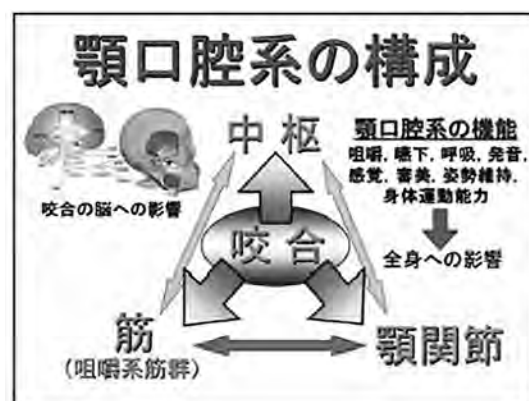 顎口腔系の構成
中枢
顎口腔系の機能
咀嚼, 嚥下, 呼吸, 発音,
感覚, 審美, 姿勢維持,
身体運動能力
咬合の脳への影響
咬合
全身への影響
筋
(咀嚼系筋群)
顎関節